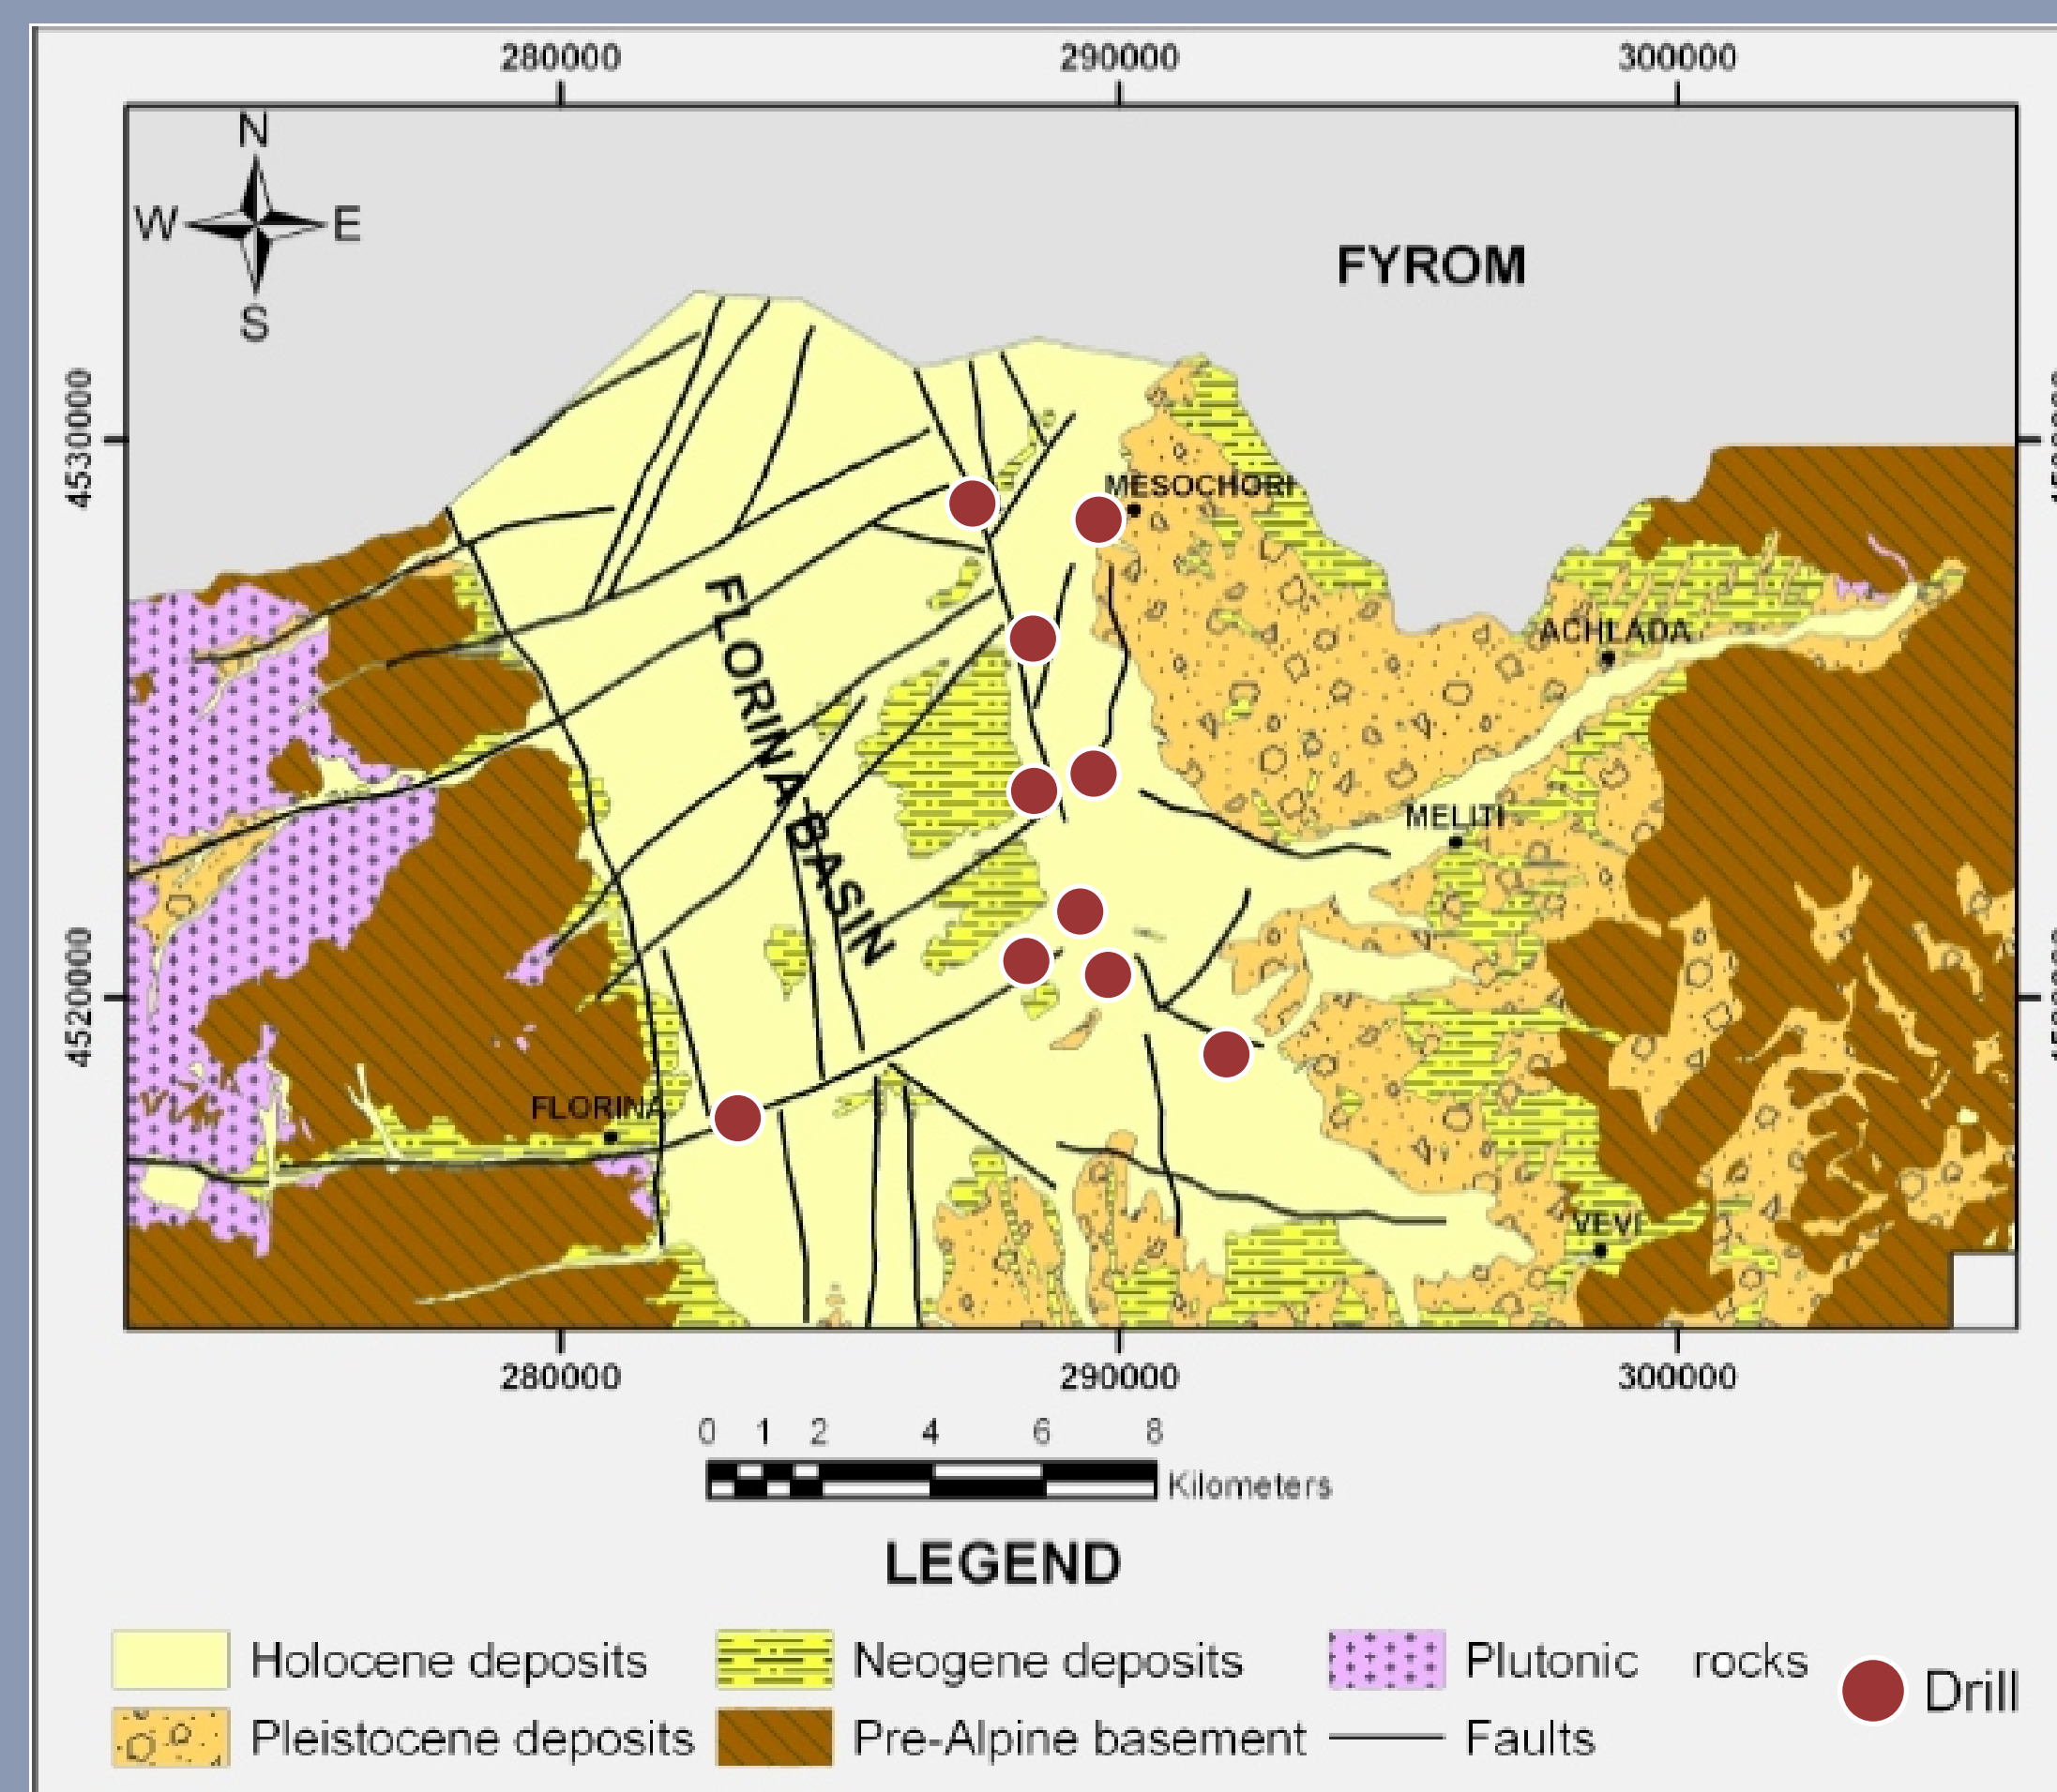 280000 290000 300000
N
W E
S
FYROM
4530000
MESOCHORI
FLORINA BASIN
ACHLADA
MELITI
4520000
FLORINA
VEVI
280000 290000 300000
0 1 2 4 6 8
Kilometers
LEGEND
Holocene deposits Neogene deposits Plutonic rocks Drill
Pleistocene deposits Pre-Alpine basement Faults